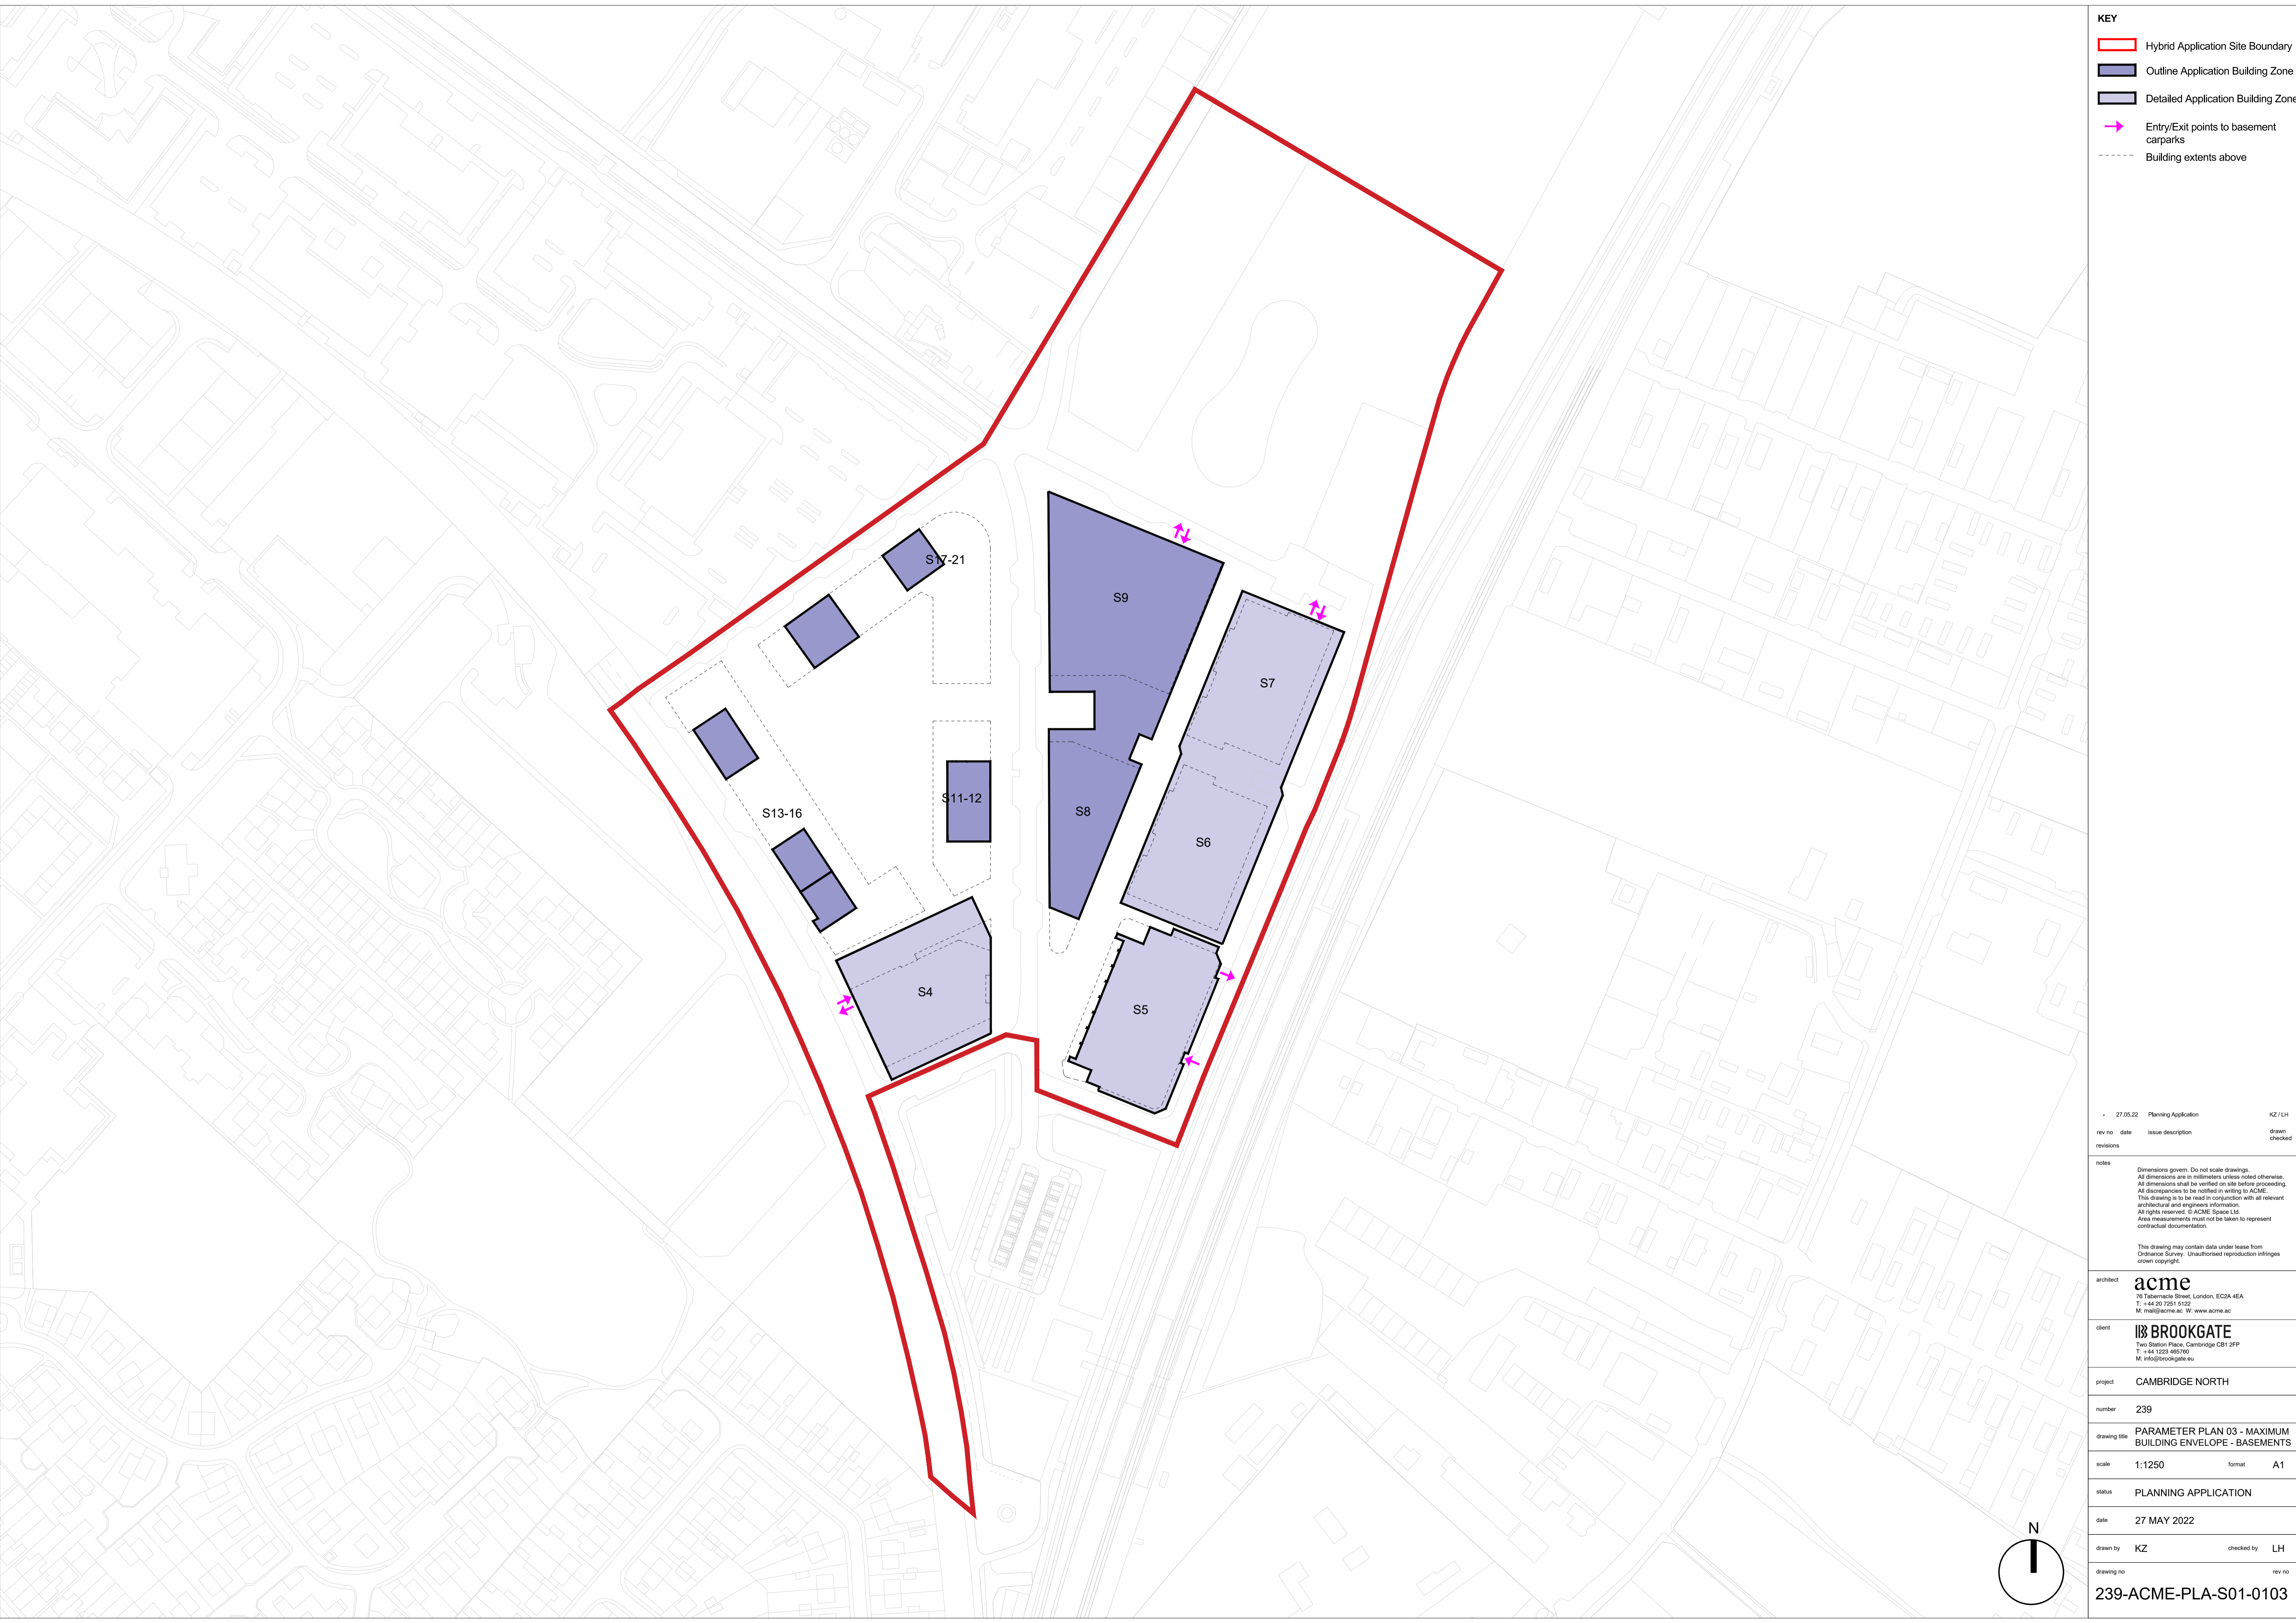 KEY
Hybrid Application Site Boundary
Outline Application Building Zone
Detailed Application Building Zone
Entry/Exit points to basement
carparks
Building extents above
S17-21
S9
S7
S11-12
S13-16
S8
S6
S4
S5
N
- 27.05.22 Planning Application KZ / LH
rev no date issue description drawn
checked
revisions
notes
Dimensions govern. Do not scale drawings.
All dimensions are in millimeters unless noted otherwise.
All dimensions shall be verified on site before proceeding.
All discrepancies to be notified in writing to ACME.
This drawing is to be read in conjunction with all relevant
architectural and engineers information.
All rights reserved. © ACME Space Ltd.
Area measurements must not be taken to represent
contractual documentation.
This drawing may contain data under lease from
Ordnance Survey. Unauthorised reproduction infringes
crown copyright.
architect acme
76 Tabernacle Street, London, EC2A 4EA
T: +44 20 7251 5122
M: mail@acme.ac W: www.acme.ac
client BROOKGATE
Two Station Place, Cambridge CB1 2FP
T: +44 1223 465760
M: info@brookgate.eu
project CAMBRIDGE NORTH
number 239
drawing title PARAMETER PLAN 03 - MAXIMUM
BUILDING ENVELOPE - BASEMENTS
scale 1:1250 format A1
status PLANNING APPLICATION
date 27 MAY 2022
drawn by KZ checked by LH
drawing no rev no
239-ACME-PLA-S01-0103